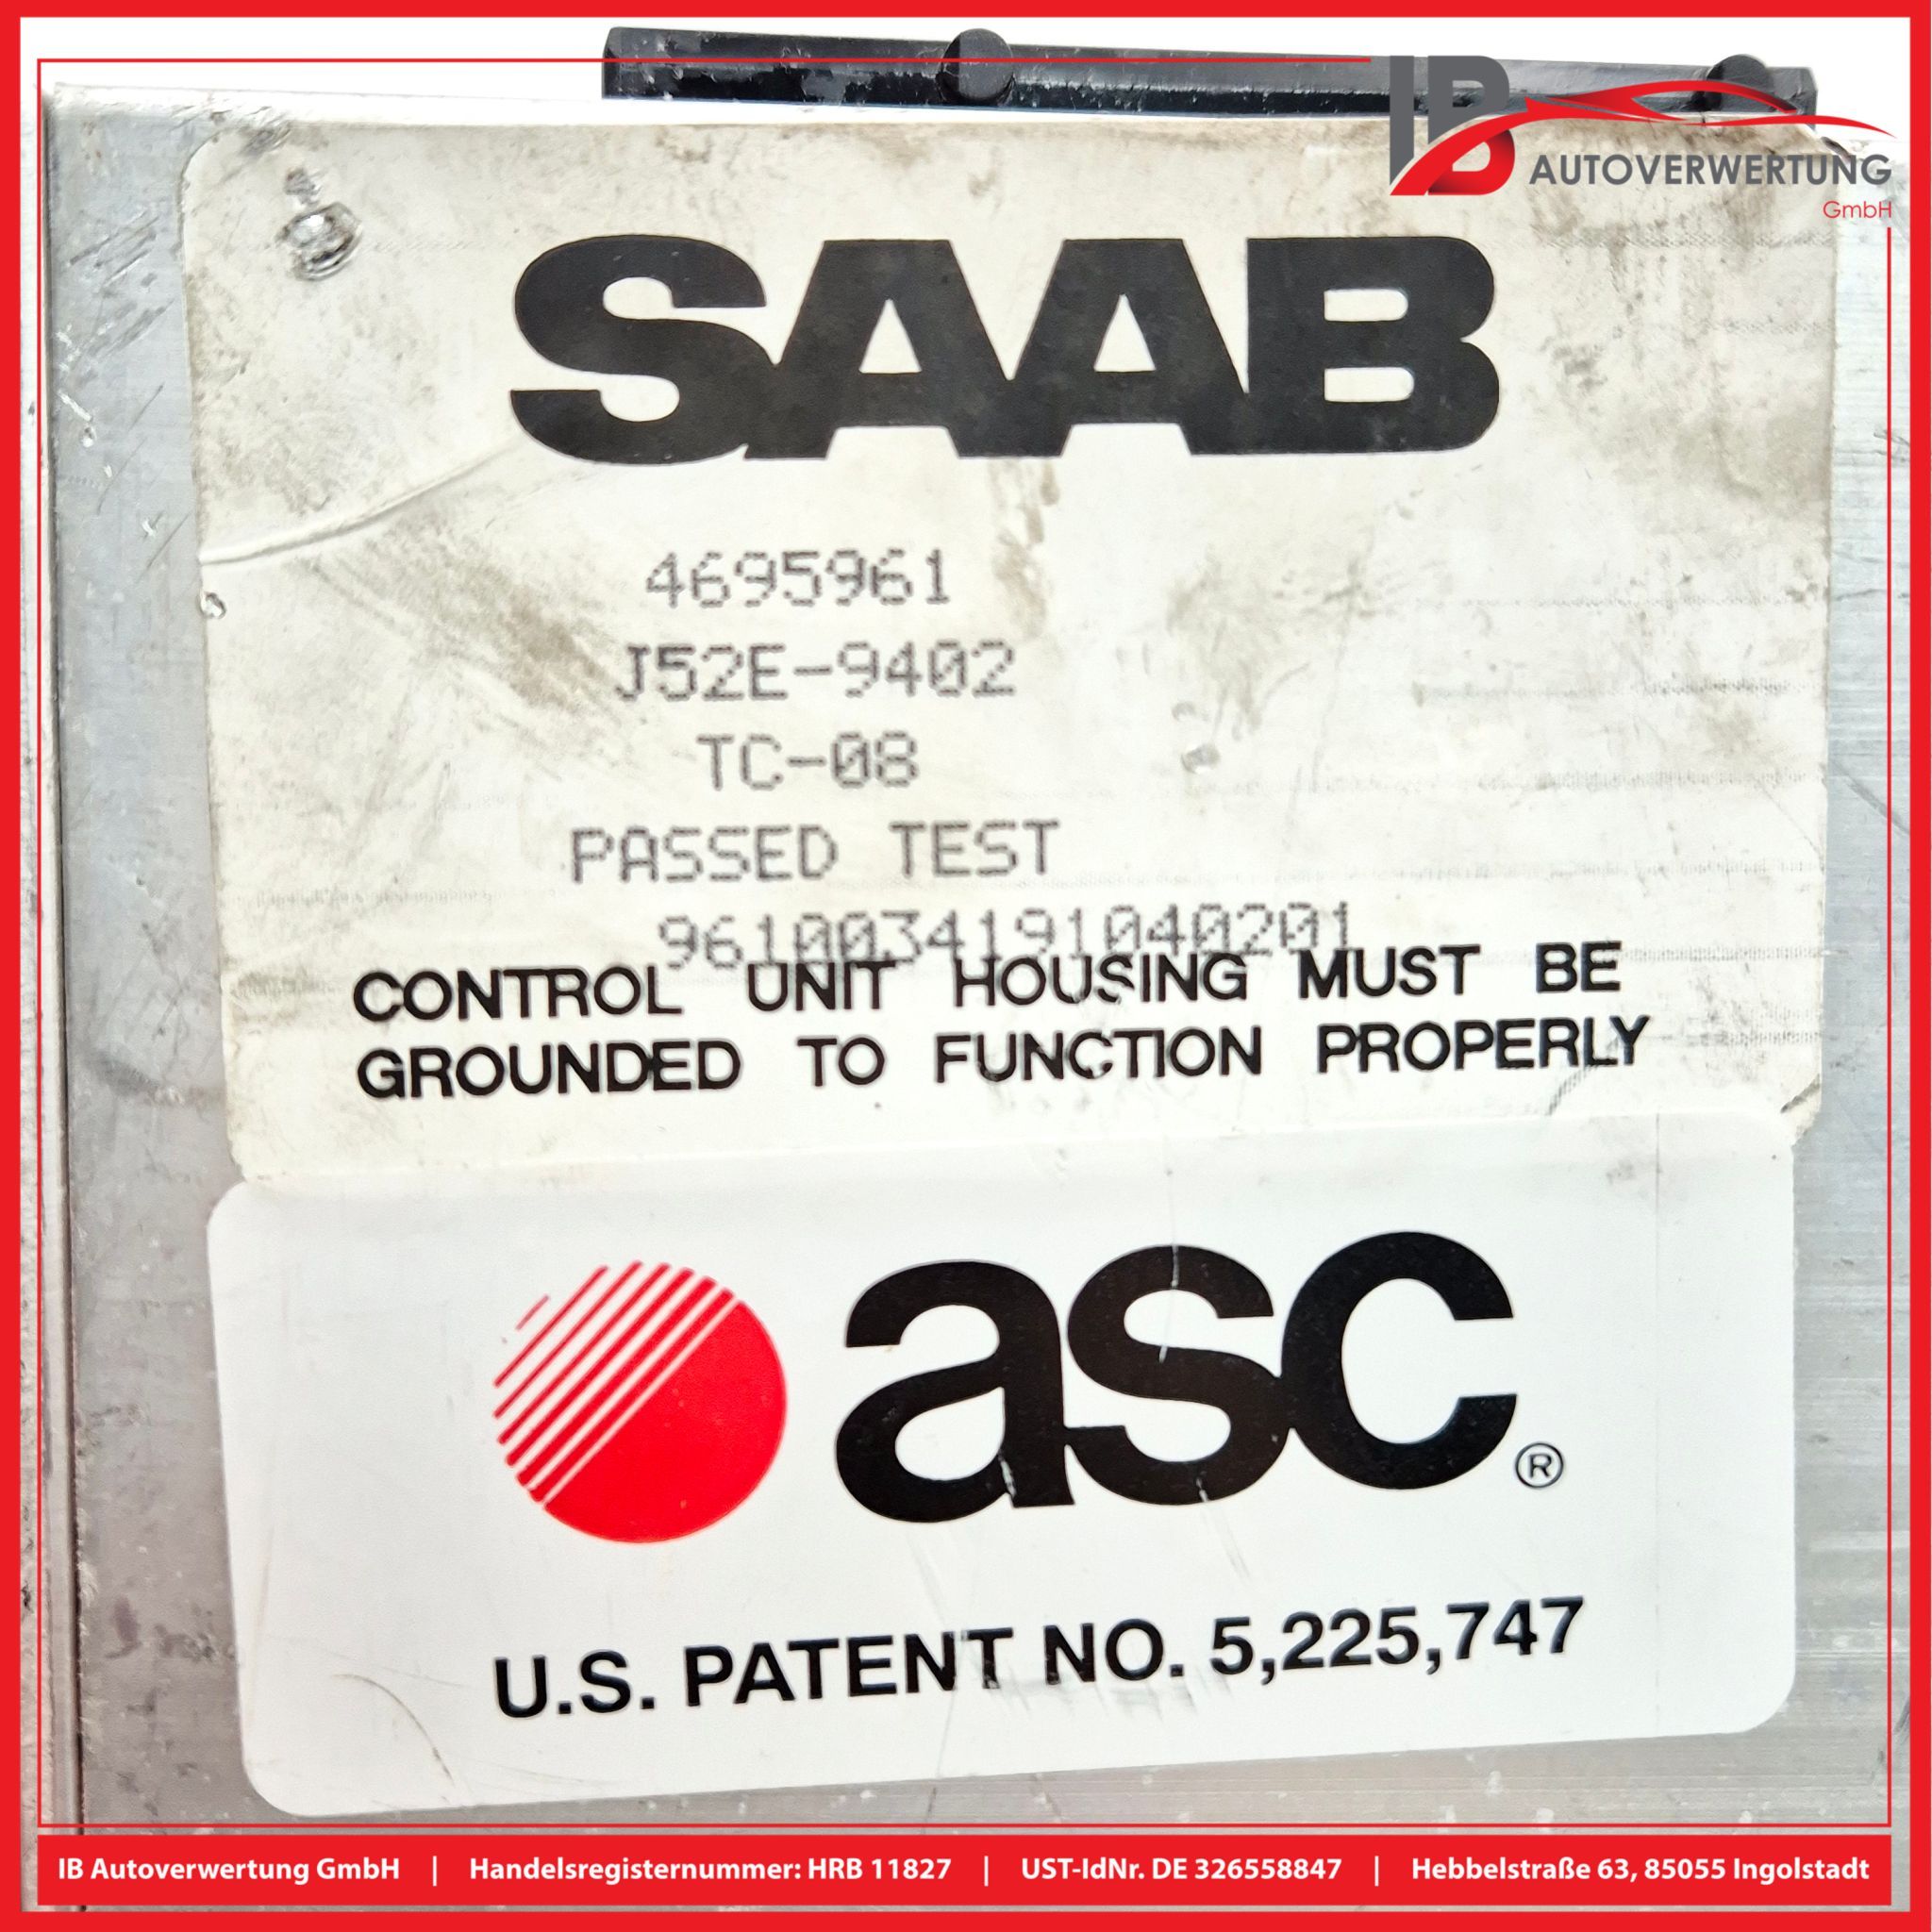 IB
AUTOVERWERTUNG
GmbH
SAAB
4695961
J52E-9402
TC-08
PASSED TEST
9610034191040201
CONTROL UNIT HOUSING MUST BE
GROUNDED TO FUNCTION PROPERLY
asc®
U.S. PATENT NO. 5,225,747
IB Autoverwertung GmbH | Handelsregisternummer: HRB 11827 | UST-IdNr. DE 326558847 | Hebbelstraße 63, 85055 Ingolstadt